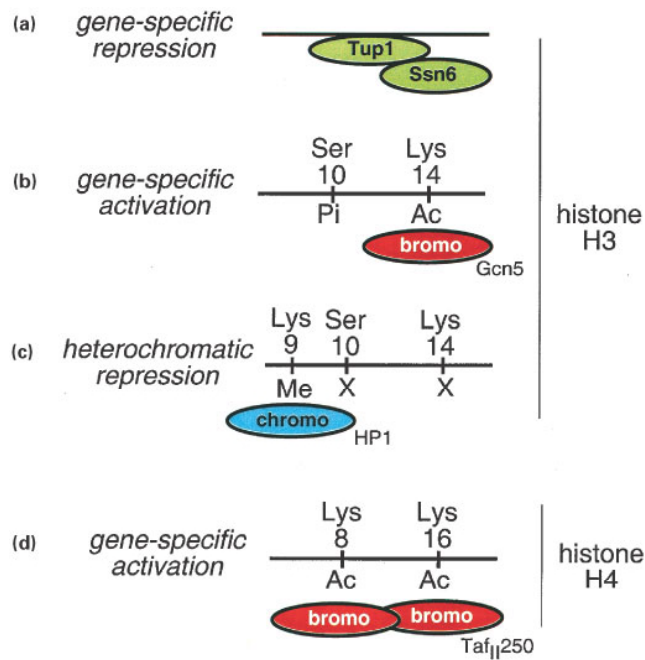 (a) gene-specific
repression
Tup1
Ssn6
Ser Lys
(b) gene-specific 10 14
activation Pi Ac
bromo
Gcn5
histone
H3
Lys Ser Lys
(c) heterochromatic 9 10 14
repression Me X X
chromo
HP1
Lys Lys
(d) gene-specific 8 16
activation Ac Ac
bromo bromo
TafII250
histone
H4